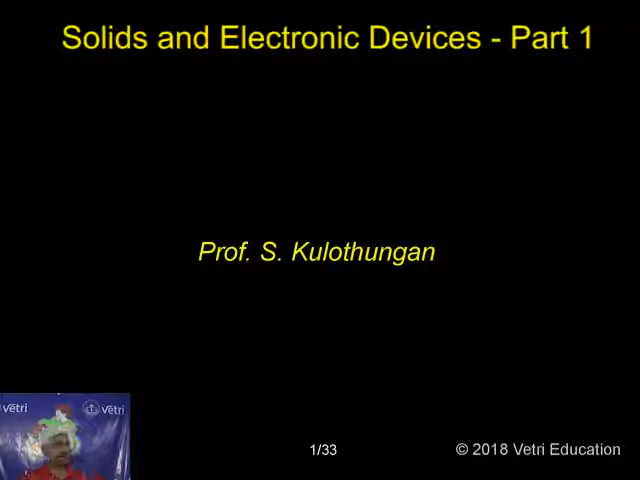 Solids and Electronic Devices - Part 1
Prof. S. Kulothungan
vetri
vetri
1/33
© 2018 Vetri Education